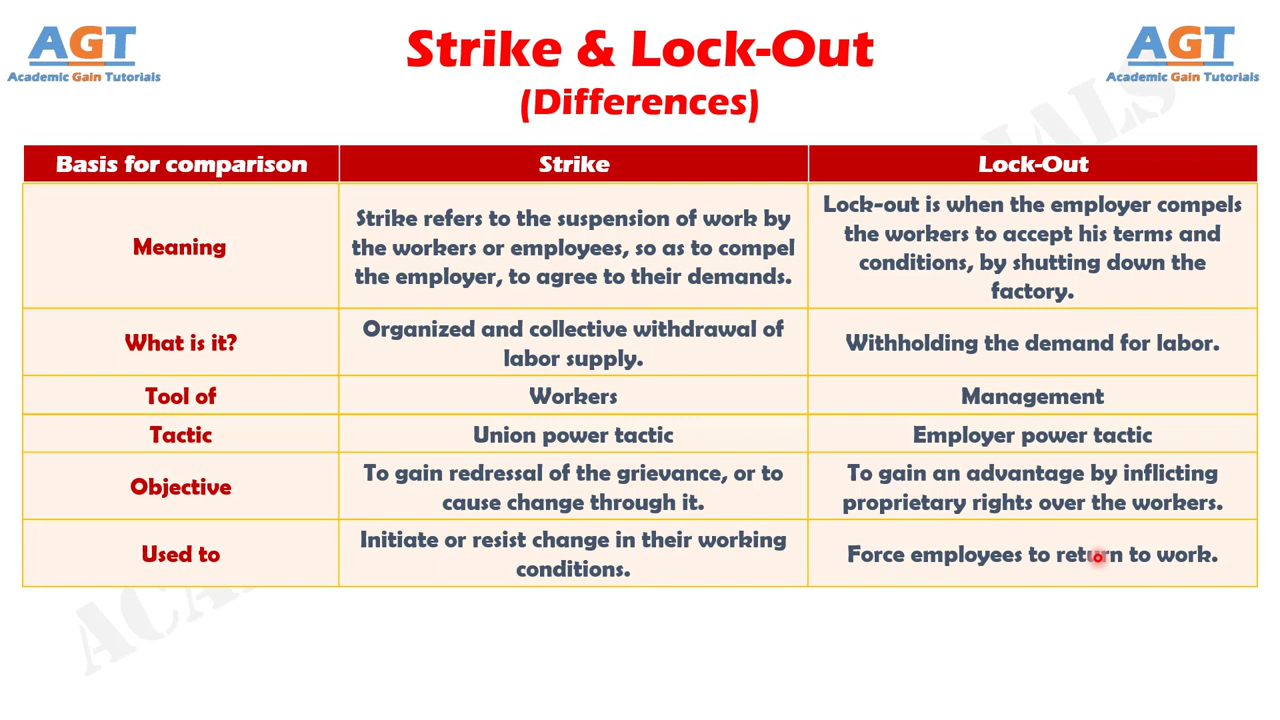 AGT
Academic Gain Tutorials
Strike & Lock-Out
(Differences)
AGT
Academic Gain Tutorials
Basis for comparison
Strike
Lock-Out
Meaning
Strike refers to the suspension of work by
the workers or employees, so as to compel
the employer, to agree to their demands.
Lock-out is when the employer compels
the workers to accept his terms and
conditions, by shutting down the
factory.
What is it?
Organized and collective withdrawal of
labor supply.
Withholding the demand for labor.
Tool of
Workers
Management
Tactic
Union power tactic
Employer power tactic
Objective
To gain redressal of the grievance, or to
cause change through it.
To gain an advantage by inflicting
proprietary rights over the workers.
Used to
Initiate or resist change in their working
conditions.
Force employees to return to work.